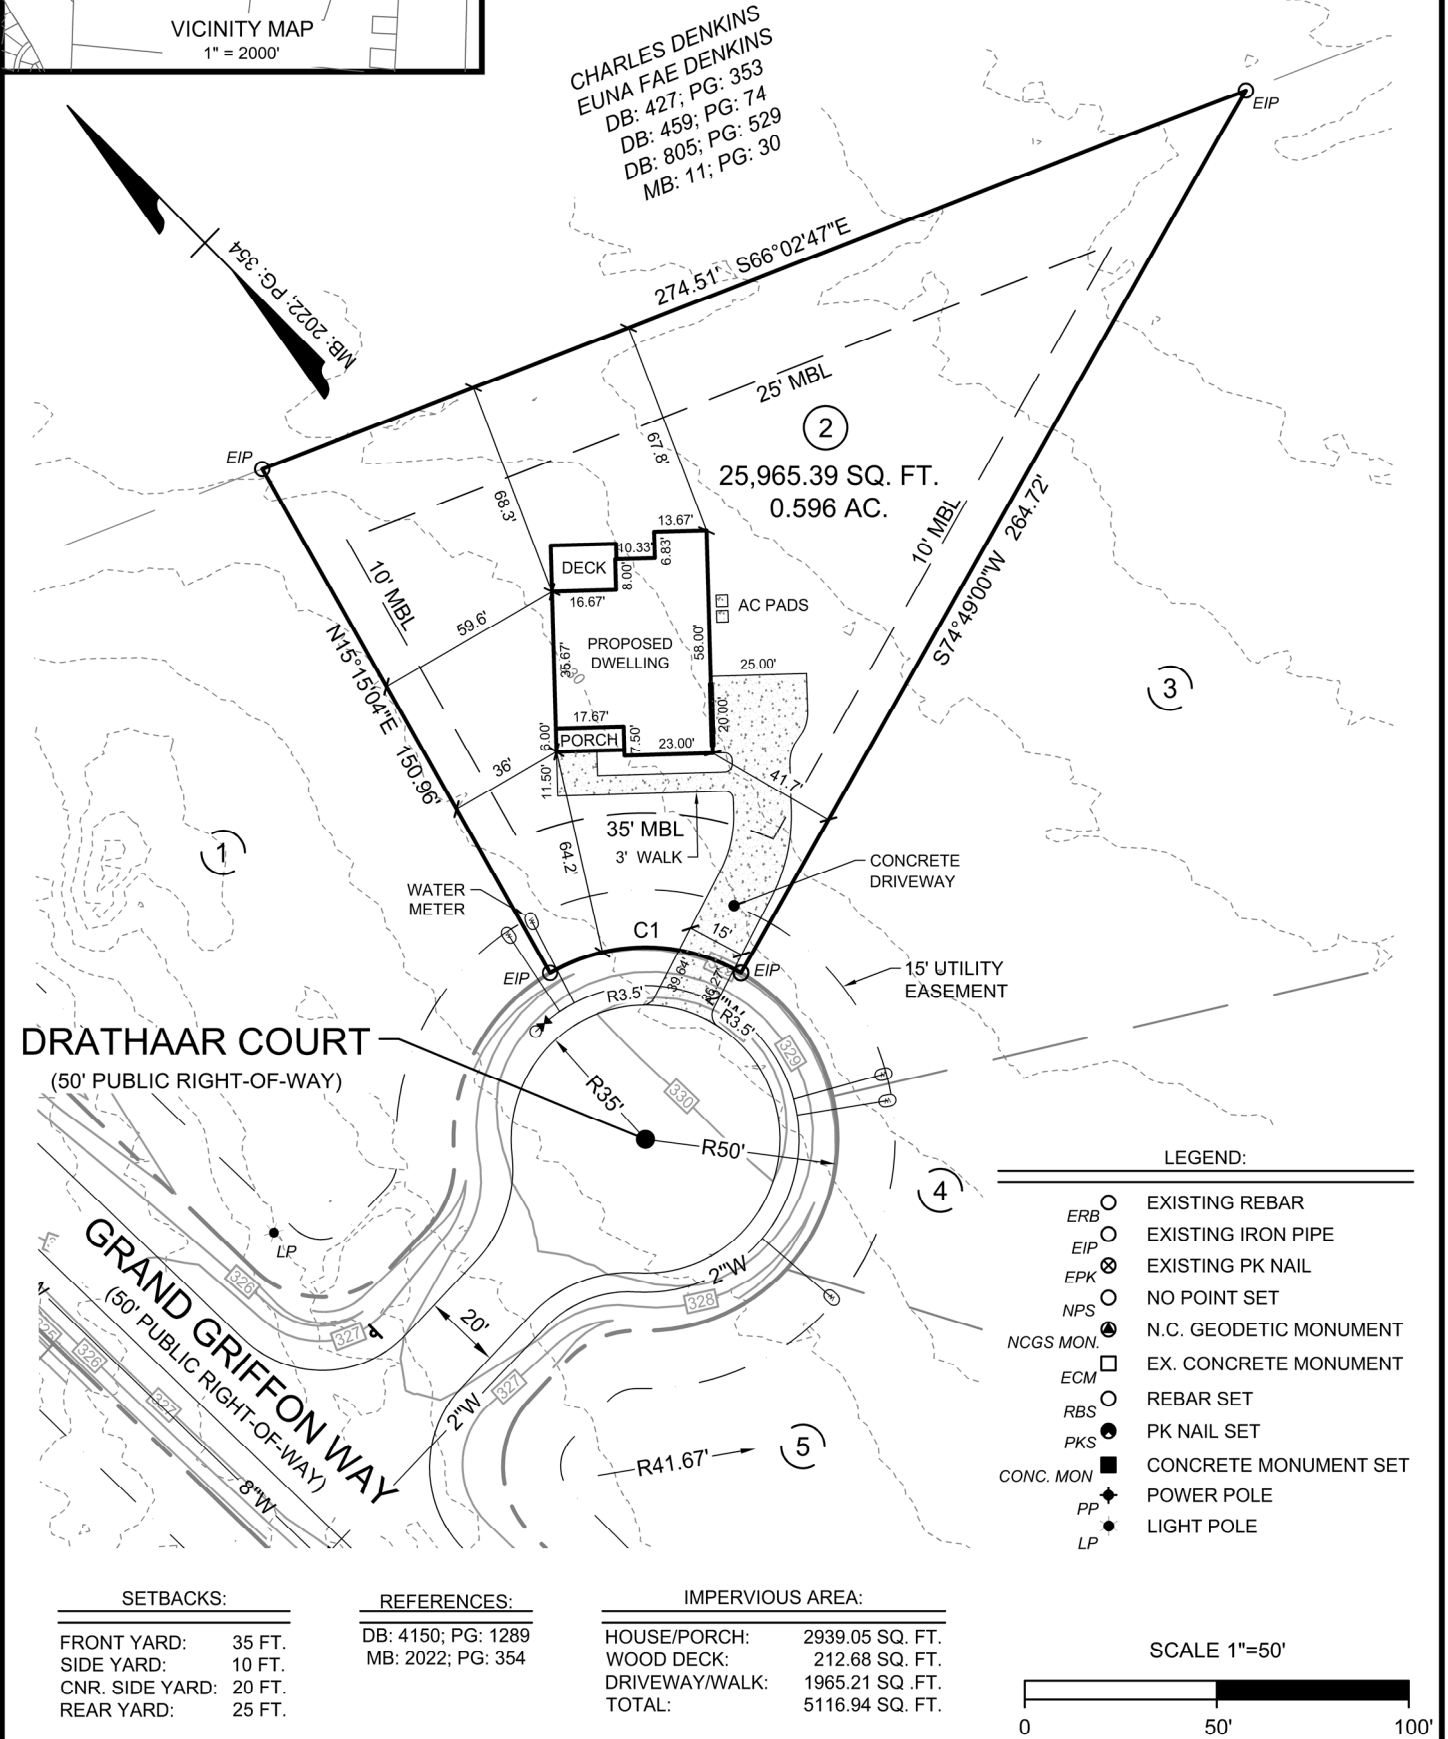 VICINITY MAP
1" = 2000'
CHARLES DENKINS
EUNA FAE DENKINS
DB: 427; PG: 353
DB: 459; PG: 74
DB: 805; PG: 529
MB: 11; PG: 30
EIP
MB: 2022; PG: 354
274.51' S66°02'47"E
25' MBL
2
25,965.39 SQ. FT.
0.596 AC.
EIP
67.8'
68.3'
13.67'
10.33'
6.83'
DECK
8.00'
16.67'
10' MBL
10' MBL
S74°49'00"W 264.72'
59.6'
AC PADS
PROPOSED
DWELLING
58.00'
35.67'
N15°15'04"E 150.96'
25.00'
3
20.00'
17.67'
6.00'
PORCH
7.50'
23.00'
36'
11.50'
41.7'
35' MBL
3' WALK
64.2'
1
CONCRETE
DRIVEWAY
WATER
METER
C1
15'
EIP
EIP
15' UTILITY
EASEMENT
39.64'
36.27'
2"W
R3.5'
R3.5'
DRATHAAR COURT
(50' PUBLIC RIGHT-OF-WAY)
329
330
R35'
R50'
4
LP
GRAND GRIFFON WAY
(50' PUBLIC RIGHT-OF-WAY)
326
327
326
327
325
20'
2"W
328
327
2"W
8"W
R41.67'
5
LEGEND:
ERB EXISTING REBAR
EIP EXISTING IRON PIPE
EPK EXISTING PK NAIL
NPS NO POINT SET
NCGS MON. N.C. GEODETIC MONUMENT
ECM EX. CONCRETE MONUMENT
RBS REBAR SET
PKS PK NAIL SET
CONC. MON CONCRETE MONUMENT SET
PP POWER POLE
LP LIGHT POLE
SETBACKS:
FRONT YARD: 35 FT.
SIDE YARD: 10 FT.
CNR. SIDE YARD: 20 FT.
REAR YARD: 25 FT.
REFERENCES:
DB: 4150; PG: 1289
MB: 2022; PG: 354
IMPERVIOUS AREA:
HOUSE/PORCH: 2939.05 SQ. FT.
WOOD DECK: 212.68 SQ. FT.
DRIVEWAY/WALK: 1965.21 SQ .FT.
TOTAL: 5116.94 SQ. FT.
SCALE 1"=50'
0 50' 100'